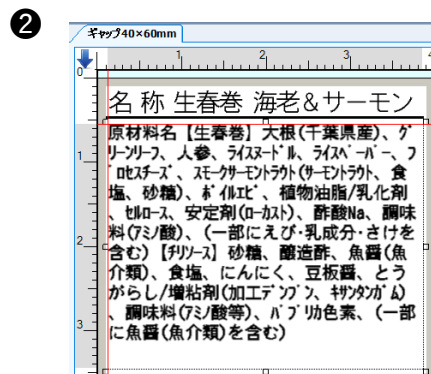 ❷
ギャップ40×60mm
1 2 3 4
0
名 称 生春巻 海老&サーモン
原材料名【生春巻】大根(千葉県産)、グ
リーンリーフ、人参、ライスヌードル、ライスペーパー、フ
ロセスチーズ、スモークサーモントラウト(サーモントラウト、食
塩、砂糖)、ボイルエビ、植物油脂/乳化剤
、セルロース、安定剤(ローカスト)、酢酸Na、調味
料(アミノ酸)、(一部にえび・乳成分・さけを
含む)【チリソース】砂糖、醸造酢、魚醤(魚
介類)、食塩、にんにく、豆板醤、とう
がらし/増粘剤(加工デンプン、キサンタンガム)
、調味料(アミノ酸等)、パプリカ色素、(一部
に魚醤(魚介類)を含む)
1
2
3